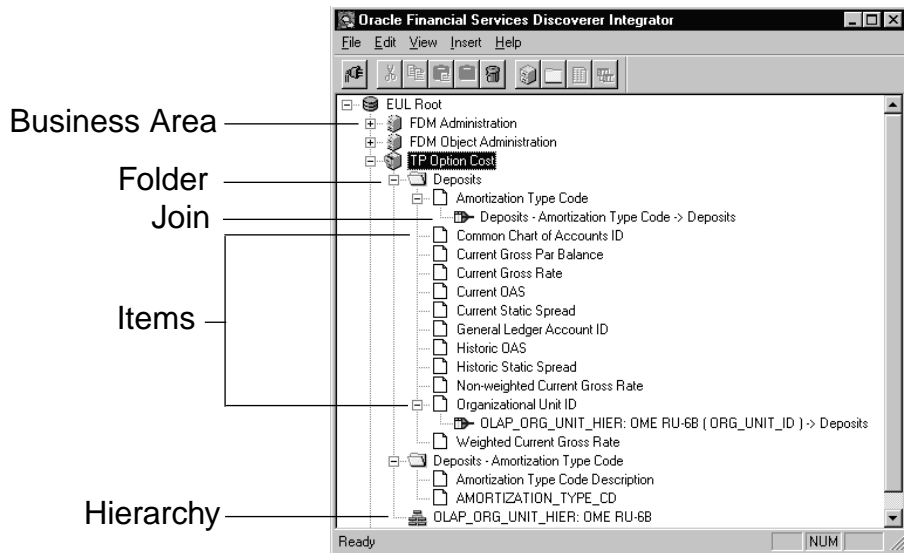 Oracle Financial Services Discoverer Integrator
File Edit View Insert Help
EUL Root
Business Area
FDM Administration
FDM Object Administration
TP Option Cost
Folder
Deposits
Amortization Type Code
Join
Deposits - Amortization Type Code -> Deposits
Common Chart of Accounts ID
Current Gross Par Balance
Current Gross Rate
Current OAS
Items
Current Static Spread
General Ledger Account ID
Historic OAS
Historic Static Spread
Non-weighted Current Gross Rate
Organizational Unit ID
OLAP_ORG_UNIT_HIER: OME RU-6B ( ORG_UNIT_ID ) -> Deposits
Weighted Current Gross Rate
Deposits - Amortization Type Code
Amortization Type Code Description
AMORTIZATION_TYPE_CD
Hierarchy
OLAP_ORG_UNIT_HIER: OME RU-6B
Ready NUM